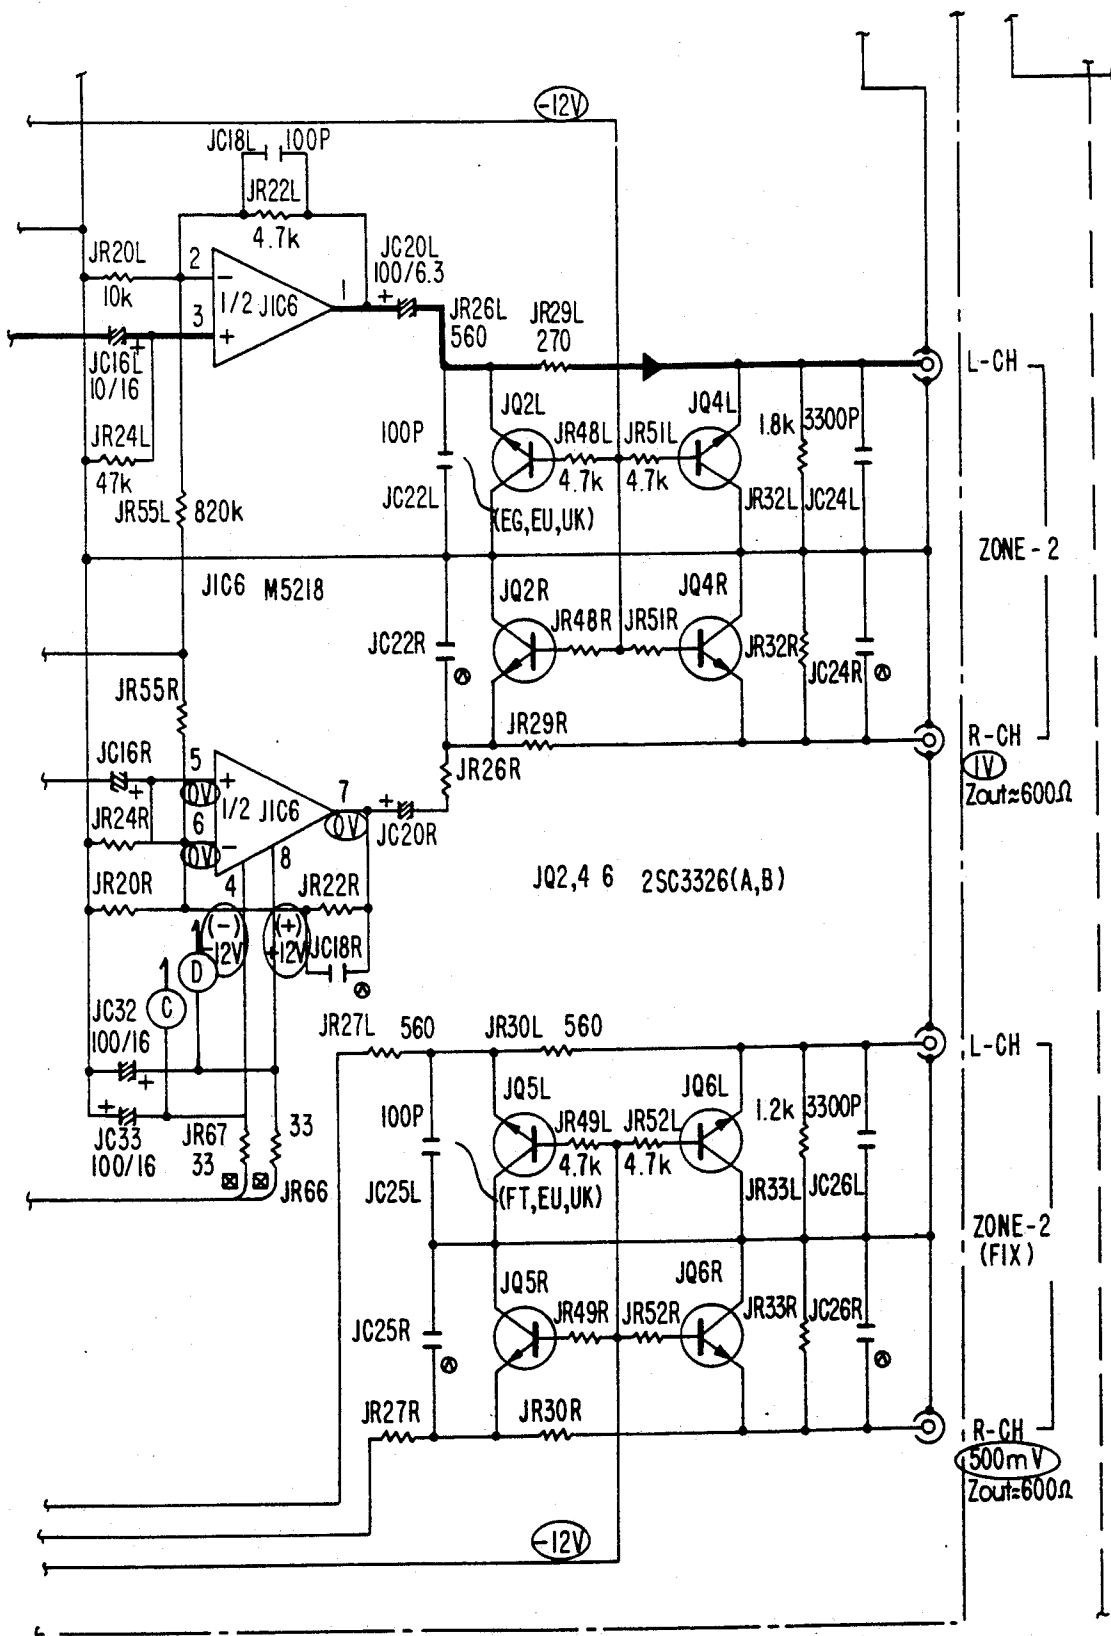 -12V
JC18L 100P
JR22L
4.7k
JR20L
10k
2
-
3
+
1/2 JIC6
1
JC20L
100/6.3
+
JR26L
560
JR29L
270
L-CH
JC16L
+
10/16
JR24L
47k
JR55L 820k
100P
JC22L
(EG,EU,UK)
JQ2L
JR48L
4.7k
JR51L
4.7k
JQ4L
1.8k
JR32L
3300P
JC24L
ZONE-2
JIC6 M5218
JQ2R
JR48R
JR51R
JQ4R
JC22R
JR32R
JC24R
JR55R
JR29R
JR26R
R-CH
1V
Zout≈600Ω
JC16R
+
5
0V
+
1/2 JIC6
7
0V
+
JC20R
JR24R
6
0V
-
8
4
JR20R
JR22R
(-)
-12V
(+)
+12V
JC18R
JQ2,4 6 2SC3326(A,B)
D
C
JC32
100/16
+
+
JC33
100/16
JR67
33
33
JR66
JR27L 560
JR30L 560
L-CH
100P
JC25L
(FT,EU,UK)
JQ5L
JR49L
4.7k
JR52L
4.7k
JQ6L
1.2k
JR33L
3300P
JC26L
ZONE-2
(FIX)
JQ5R
JR49R
JR52R
JQ6R
JC25R
JR33R
JC26R
JR27R
JR30R
R-CH
500mV
Zout≈600Ω
-12V